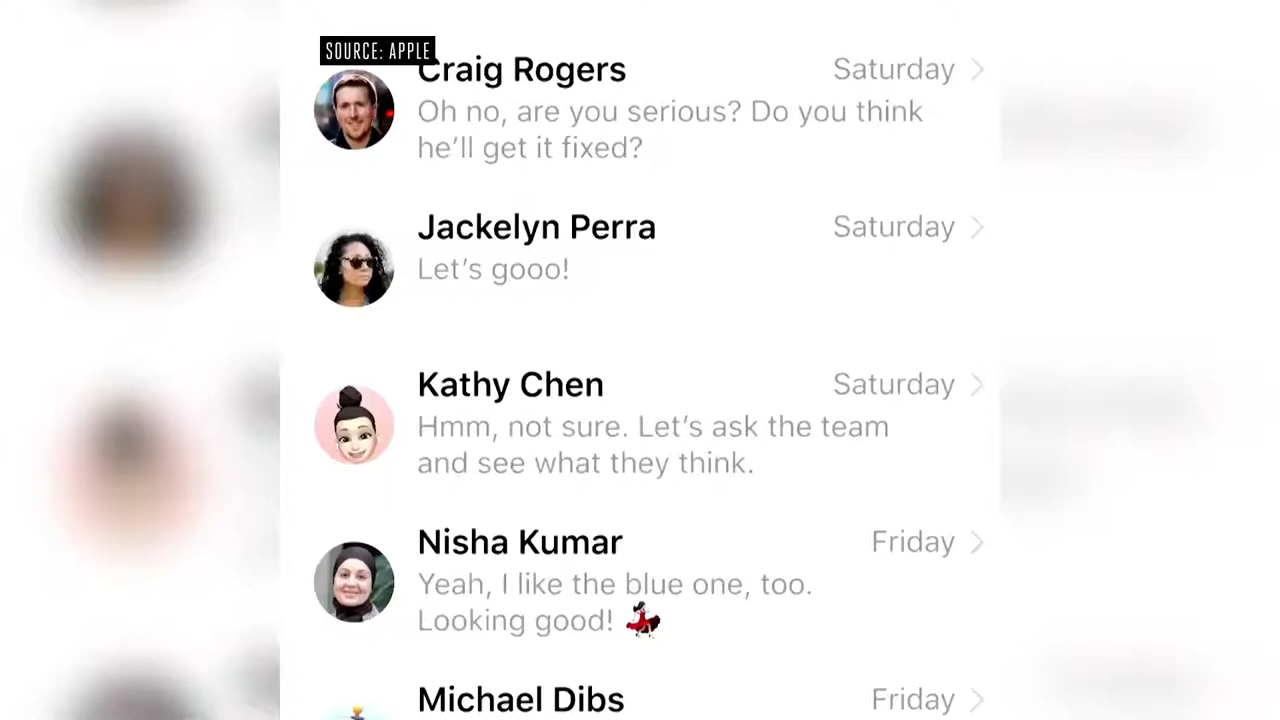 SOURCE: APPLE
Craig Rogers Saturday
Oh no, are you serious? Do you think
he’ll get it fixed?
Jackelyn Perra Saturday
Let’s gooo!
Kathy Chen Saturday
Hmm, not sure. Let’s ask the team
and see what they think.
Nisha Kumar Friday
Yeah, I like the blue one, too.
Looking good! 💃
Michael Dibs Friday